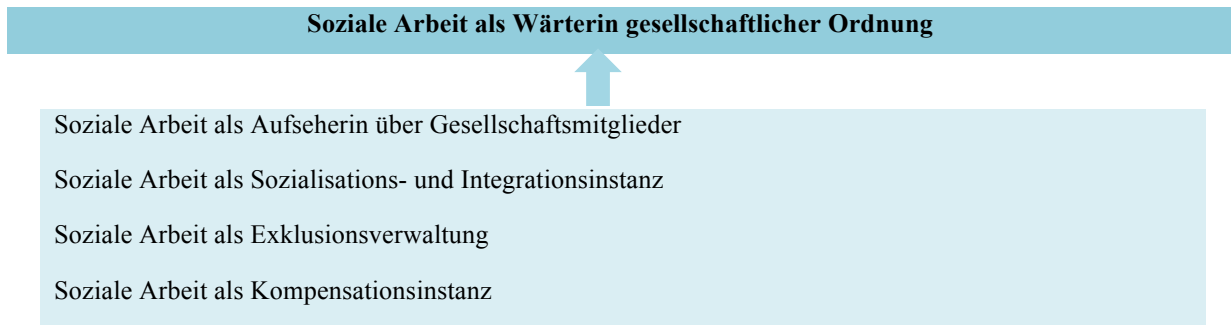 Soziale Arbeit als Wärterin gesellschaftlicher Ordnung
Soziale Arbeit als Aufseherin über Gesellschaftsmitglieder
Soziale Arbeit als Sozialisations- und Integrationsinstanz
Soziale Arbeit als Exklusionsverwaltung
Soziale Arbeit als Kompensationsinstanz